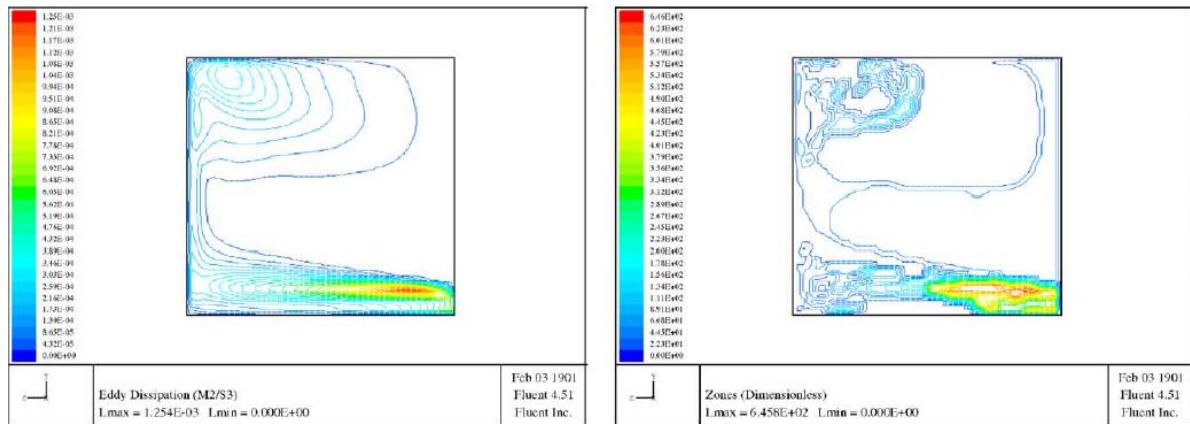 1.25E-03
1.21E-03
1.17E-03
1.12E-03
1.08E-03
1.04E-03
9.94E-04
9.51E-04
9.08E-04
8.65E-04
8.21E-04
7.78E-04
7.35E-04
6.92E-04
6.48E-04
6.05E-04
5.62E-04
5.19E-04
4.76E-04
4.32E-04
3.89E-04
3.46E-04
3.03E-04
2.59E-04
2.16E-04
1.73E-04
1.30E-04
8.65E-05
4.32E-05
0.00E+00
Y
Z X
Eddy Dissipation (M2/S3)
Lmax = 1.254E-03 Lmin = 0.000E+00
Feb 03 1901
Fluent 4.51
Fluent Inc.
6.46E+02
6.23E+02
6.01E+02
5.79E+02
5.57E+02
5.34E+02
5.12E+02
4.90E+02
4.68E+02
4.45E+02
4.23E+02
4.01E+02
3.79E+02
3.56E+02
3.34E+02
3.12E+02
2.89E+02
2.67E+02
2.45E+02
2.23E+02
2.00E+02
1.78E+02
1.56E+02
1.34E+02
1.11E+02
8.91E+01
6.68E+01
4.45E+01
2.23E+01
0.00E+00
Y
Z X
Zones (Dimensionless)
Lmax = 6.458E+02 Lmin = 0.000E+00
Feb 03 1901
Fluent 4.51
Fluent Inc.